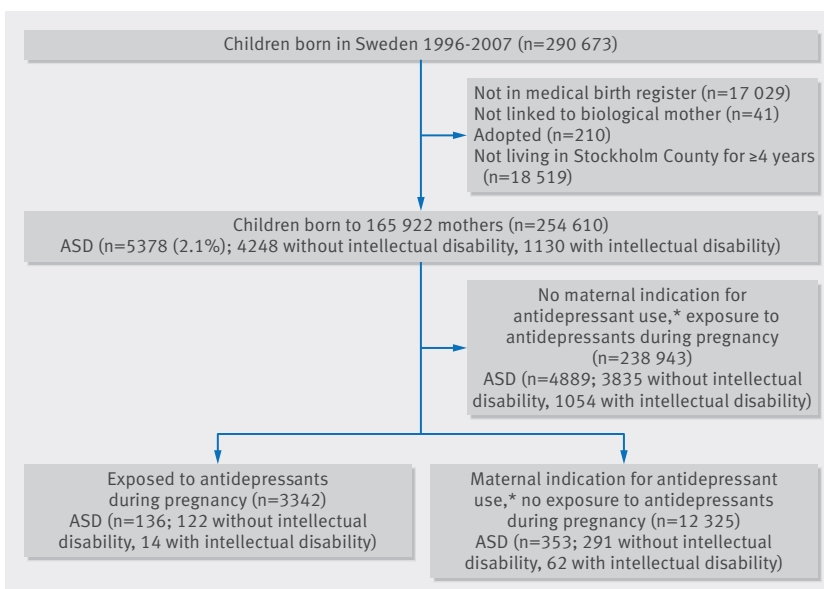 Children born in Sweden 1996-2007 (n=290 673)
Not in medical birth register (n=17 029)
Not linked to biological mother (n=41)
Adopted (n=210)
Not living in Stockholm County for ≥4 years
(n=18 519)
Children born to 165 922 mothers (n=254 610)
ASD (n=5378 (2.1%); 4248 without intellectual disability, 1130 with intellectual disability)
No maternal indication for
antidepressant use,* exposure to
antidepressants during pregnancy
(n=238 943)
ASD (n=4889; 3835 without intellectual
disability, 1054 with intellectual disability)
Exposed to antidepressants
during pregnancy (n=3342)
ASD (n=136; 122 without intellectual
disability, 14 with intellectual disability)
Maternal indication for antidepressant
use,* no exposure to antidepressants
during pregnancy (n=12 325)
ASD (n=353; 291 without intellectual
disability, 62 with intellectual disability)